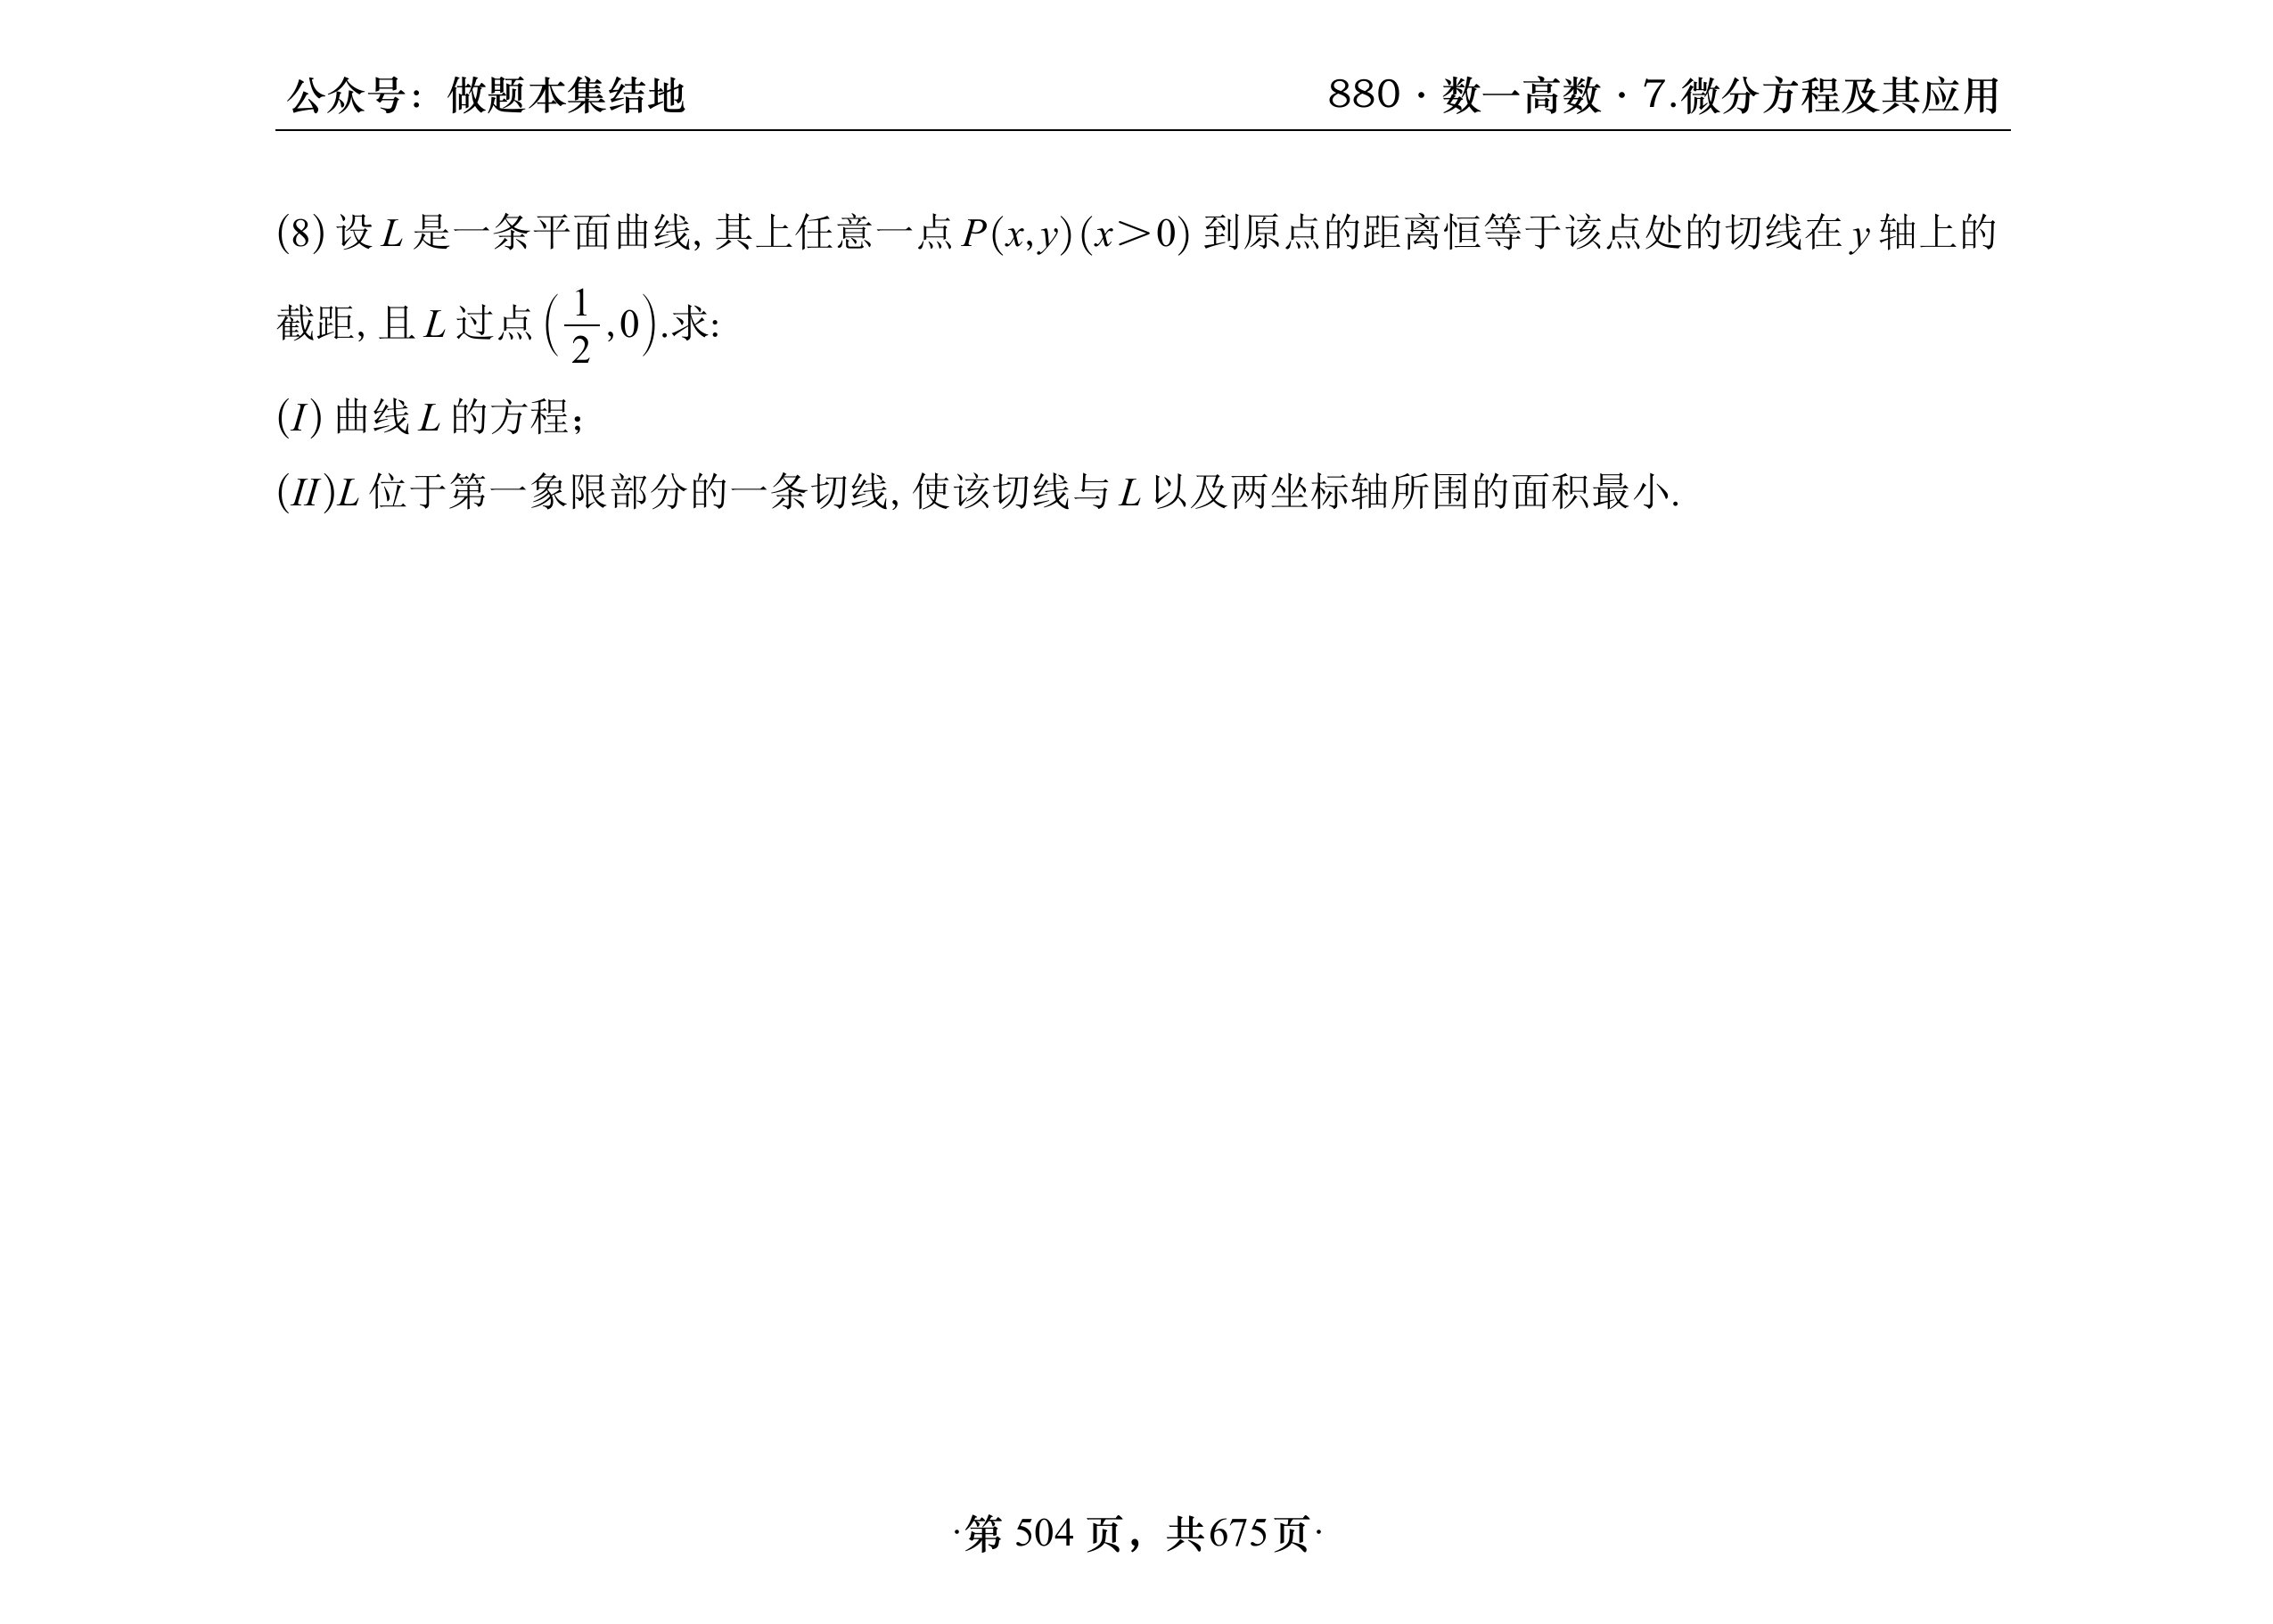 公众号：做题本集结地
880 · 数一高数 · 7.微分方程及其应用
(8) 设 L 是一条平面曲线, 其上任意一点 P(x,y)(x>0) 到原点的距离恒等于该点处的切线在 y 轴上的
截距, 且 L 过点 (1/2,0).求:
(I) 曲线 L 的方程;
(II)L 位于第一象限部分的一条切线, 使该切线与 L 以及两坐标轴所围的面积最小.
·第 504 页，共675页·